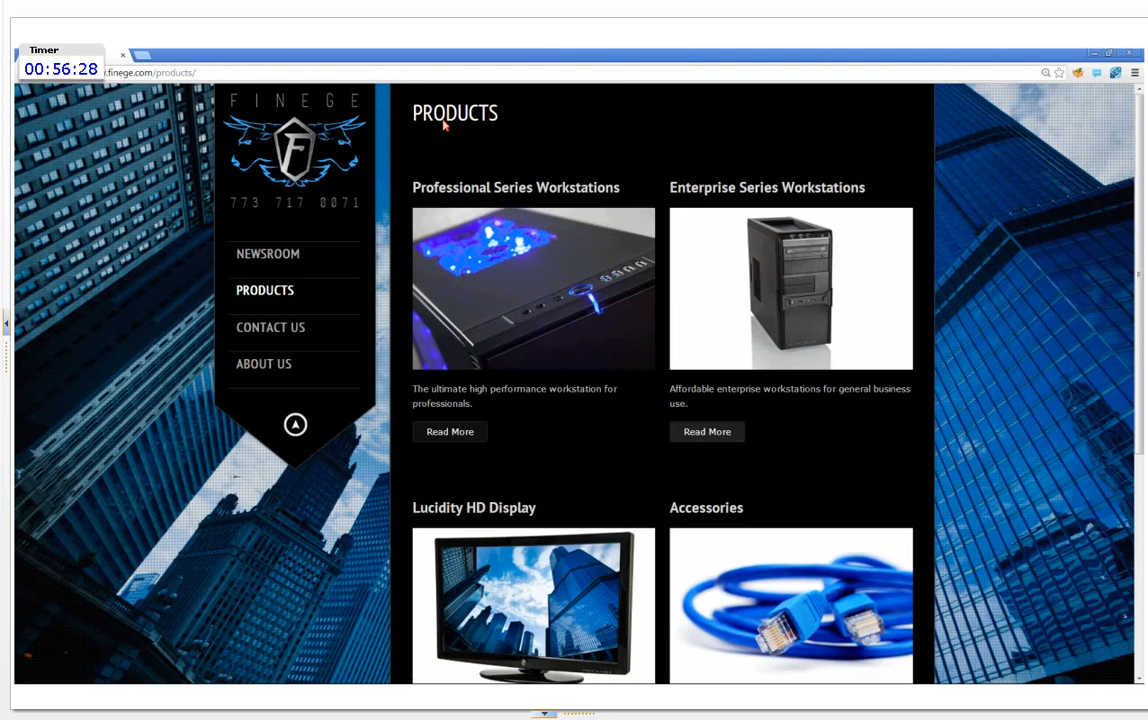 Timer
00:56:28
.finege.com/products/
FINEGE
F
773 717 0071
NEWSROOM
PRODUCTS
CONTACT US
ABOUT US
PRODUCTS
Professional Series Workstations
The ultimate high performance workstation for
professionals.
Read More
Enterprise Series Workstations
Affordable enterprise workstations for general business
use.
Read More
Lucidity HD Display
Accessories